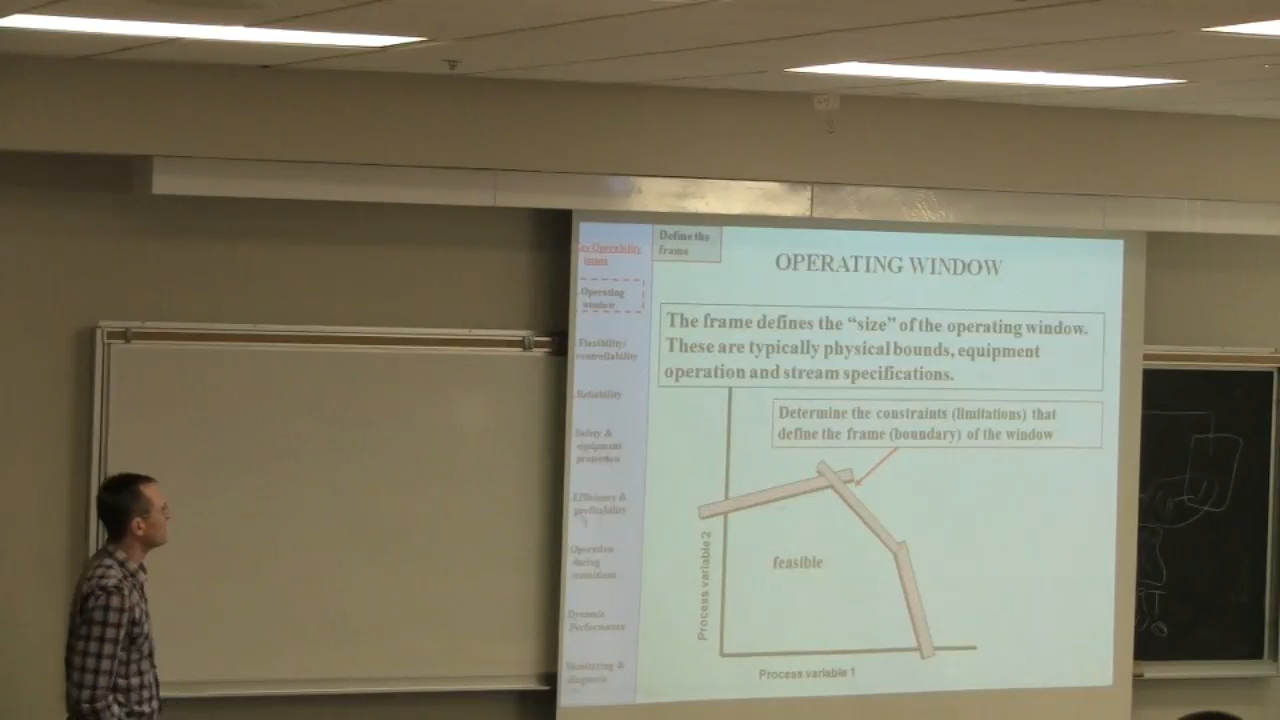 Key Operability
issues
Operating
window
Flexibility/
controllability
Reliability
Safety &
equipment
protection
Efficiency &
profitability
Operation
during
transitions
Dynamic
Performance
Monitoring &
diagnosis
Define the
frame
OPERATING WINDOW
The frame defines the “size” of the operating window.
These are typically physical bounds, equipment
operation and stream specifications.
Determine the constraints (limitations) that
define the frame (boundary) of the window
feasible
Process variable 2
Process variable 1